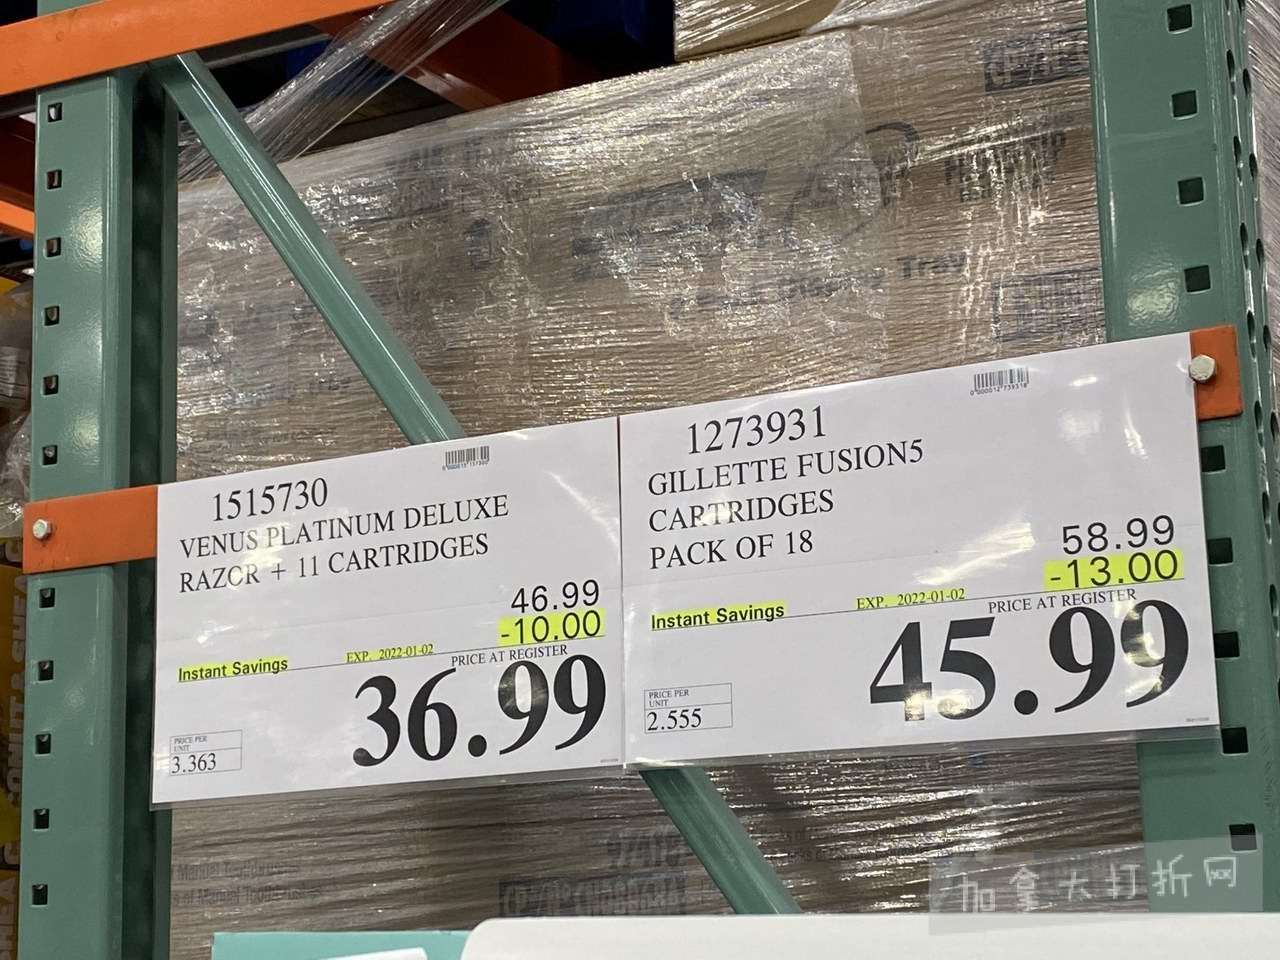 1515730
VENUS PLATINUM DELUXE
RAZOR + 11 CARTRIDGES
46.99
-10.00
Instant Savings
EXP. 2022-01-02
PRICE AT REGISTER
36.99
PRICE PER
UNIT
3.363
1273931
GILLETTE FUSION5
CARTRIDGES
PACK OF 18
58.99
-13.00
Instant Savings
EXP. 2022-01-02
PRICE AT REGISTER
45.99
PRICE PER
UNIT
2.555
Tray
加拿大打折网